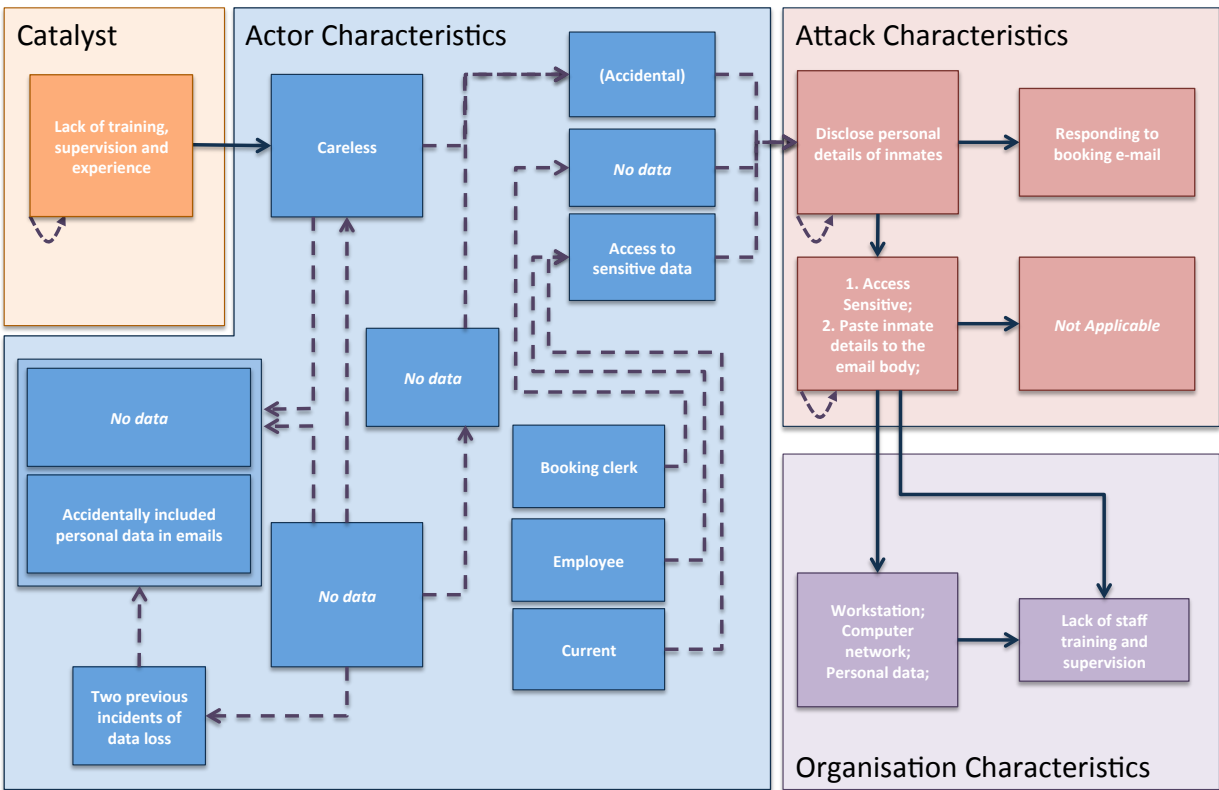 Catalyst
Lack of training,
supervision and
experience
Actor Characteristics
Careless
(Accidental)
No data
Access to
sensitive data
No data
No data
Accidentally included
personal data in emails
Two previous
incidents of
data loss
No data
Booking clerk
Employee
Current
Attack Characteristics
Disclose personal
details of inmates
Responding to
booking e-mail
1. Access
Sensitive;
2. Paste inmate
details to the
email body;
Not Applicable
Workstation;
Computer
network;
Personal data;
Lack of staff
training and
supervision
Organisation Characteristics